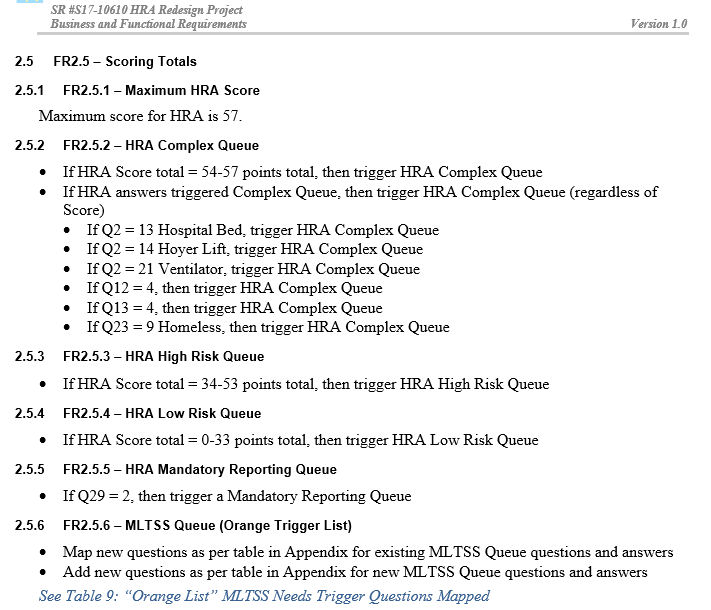 SR #S17-10610 HRA Redesign Project
Business and Functional Requirements Version 1.0
2.5 FR2.5 – Scoring Totals
2.5.1 FR2.5.1 – Maximum HRA Score
Maximum score for HRA is 57.
2.5.2 FR2.5.2 – HRA Complex Queue
• If HRA Score total = 54-57 points total, then trigger HRA Complex Queue
• If HRA answers triggered Complex Queue, then trigger HRA Complex Queue (regardless of
Score)
• If Q2 = 13 Hospital Bed, trigger HRA Complex Queue
• If Q2 = 14 Hoyer Lift, trigger HRA Complex Queue
• If Q2 = 21 Ventilator, trigger HRA Complex Queue
• If Q12 = 4, then trigger HRA Complex Queue
• If Q13 = 4, then trigger HRA Complex Queue
• If Q23 = 9 Homeless, then trigger HRA Complex Queue
2.5.3 FR2.5.3 – HRA High Risk Queue
• If HRA Score total = 34-53 points total, then trigger HRA High Risk Queue
2.5.4 FR2.5.4 – HRA Low Risk Queue
• If HRA Score total = 0-33 points total, then trigger HRA Low Risk Queue
2.5.5 FR2.5.5 – HRA Mandatory Reporting Queue
• If Q29 = 2, then trigger a Mandatory Reporting Queue
2.5.6 FR2.5.6 – MLTSS Queue (Orange Trigger List)
• Map new questions as per table in Appendix for existing MLTSS Queue questions and answers
• Add new questions as per table in Appendix for new MLTSS Queue questions and answers
See Table 9: “Orange List” MLTSS Needs Trigger Questions Mapped